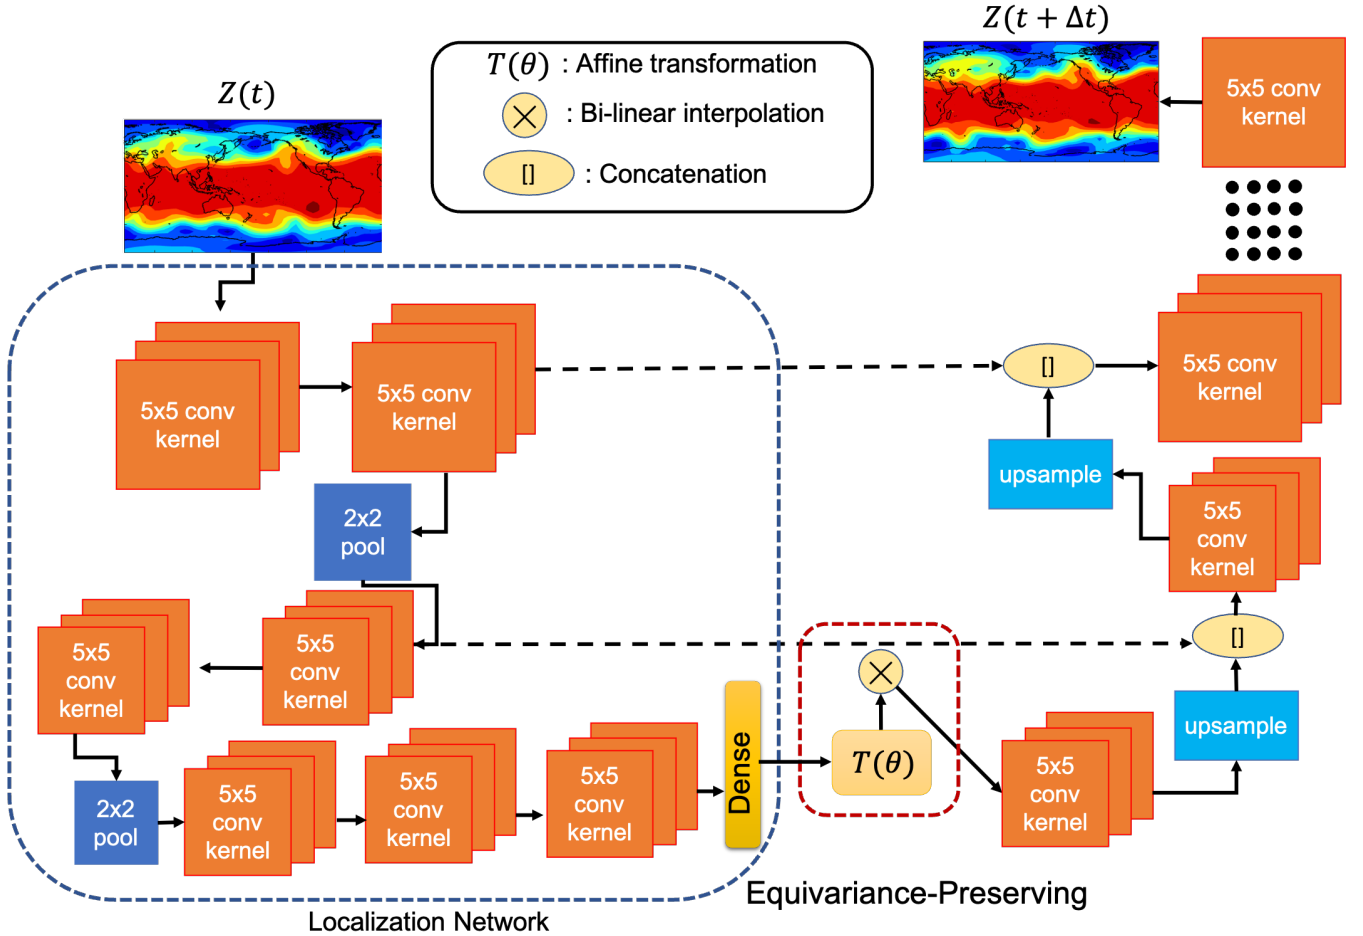 Z(t + Δt)
T(θ) : Affine transformation
: Bi-linear interpolation
[] : Concatenation
Z(t)
5x5 conv
kernel
5x5 conv
kernel
5x5 conv
kernel
2x2
pool
5x5
conv
kernel
5x5
conv
kernel
2x2
pool
5x5
conv
kernel
5x5
conv
kernel
5x5
conv
kernel
Dense
T(θ)
5x5
conv
kernel
upsample
[]
5x5
conv
kernel
upsample
[]
5x5 conv
kernel
Equivariance-Preserving
Localization Network